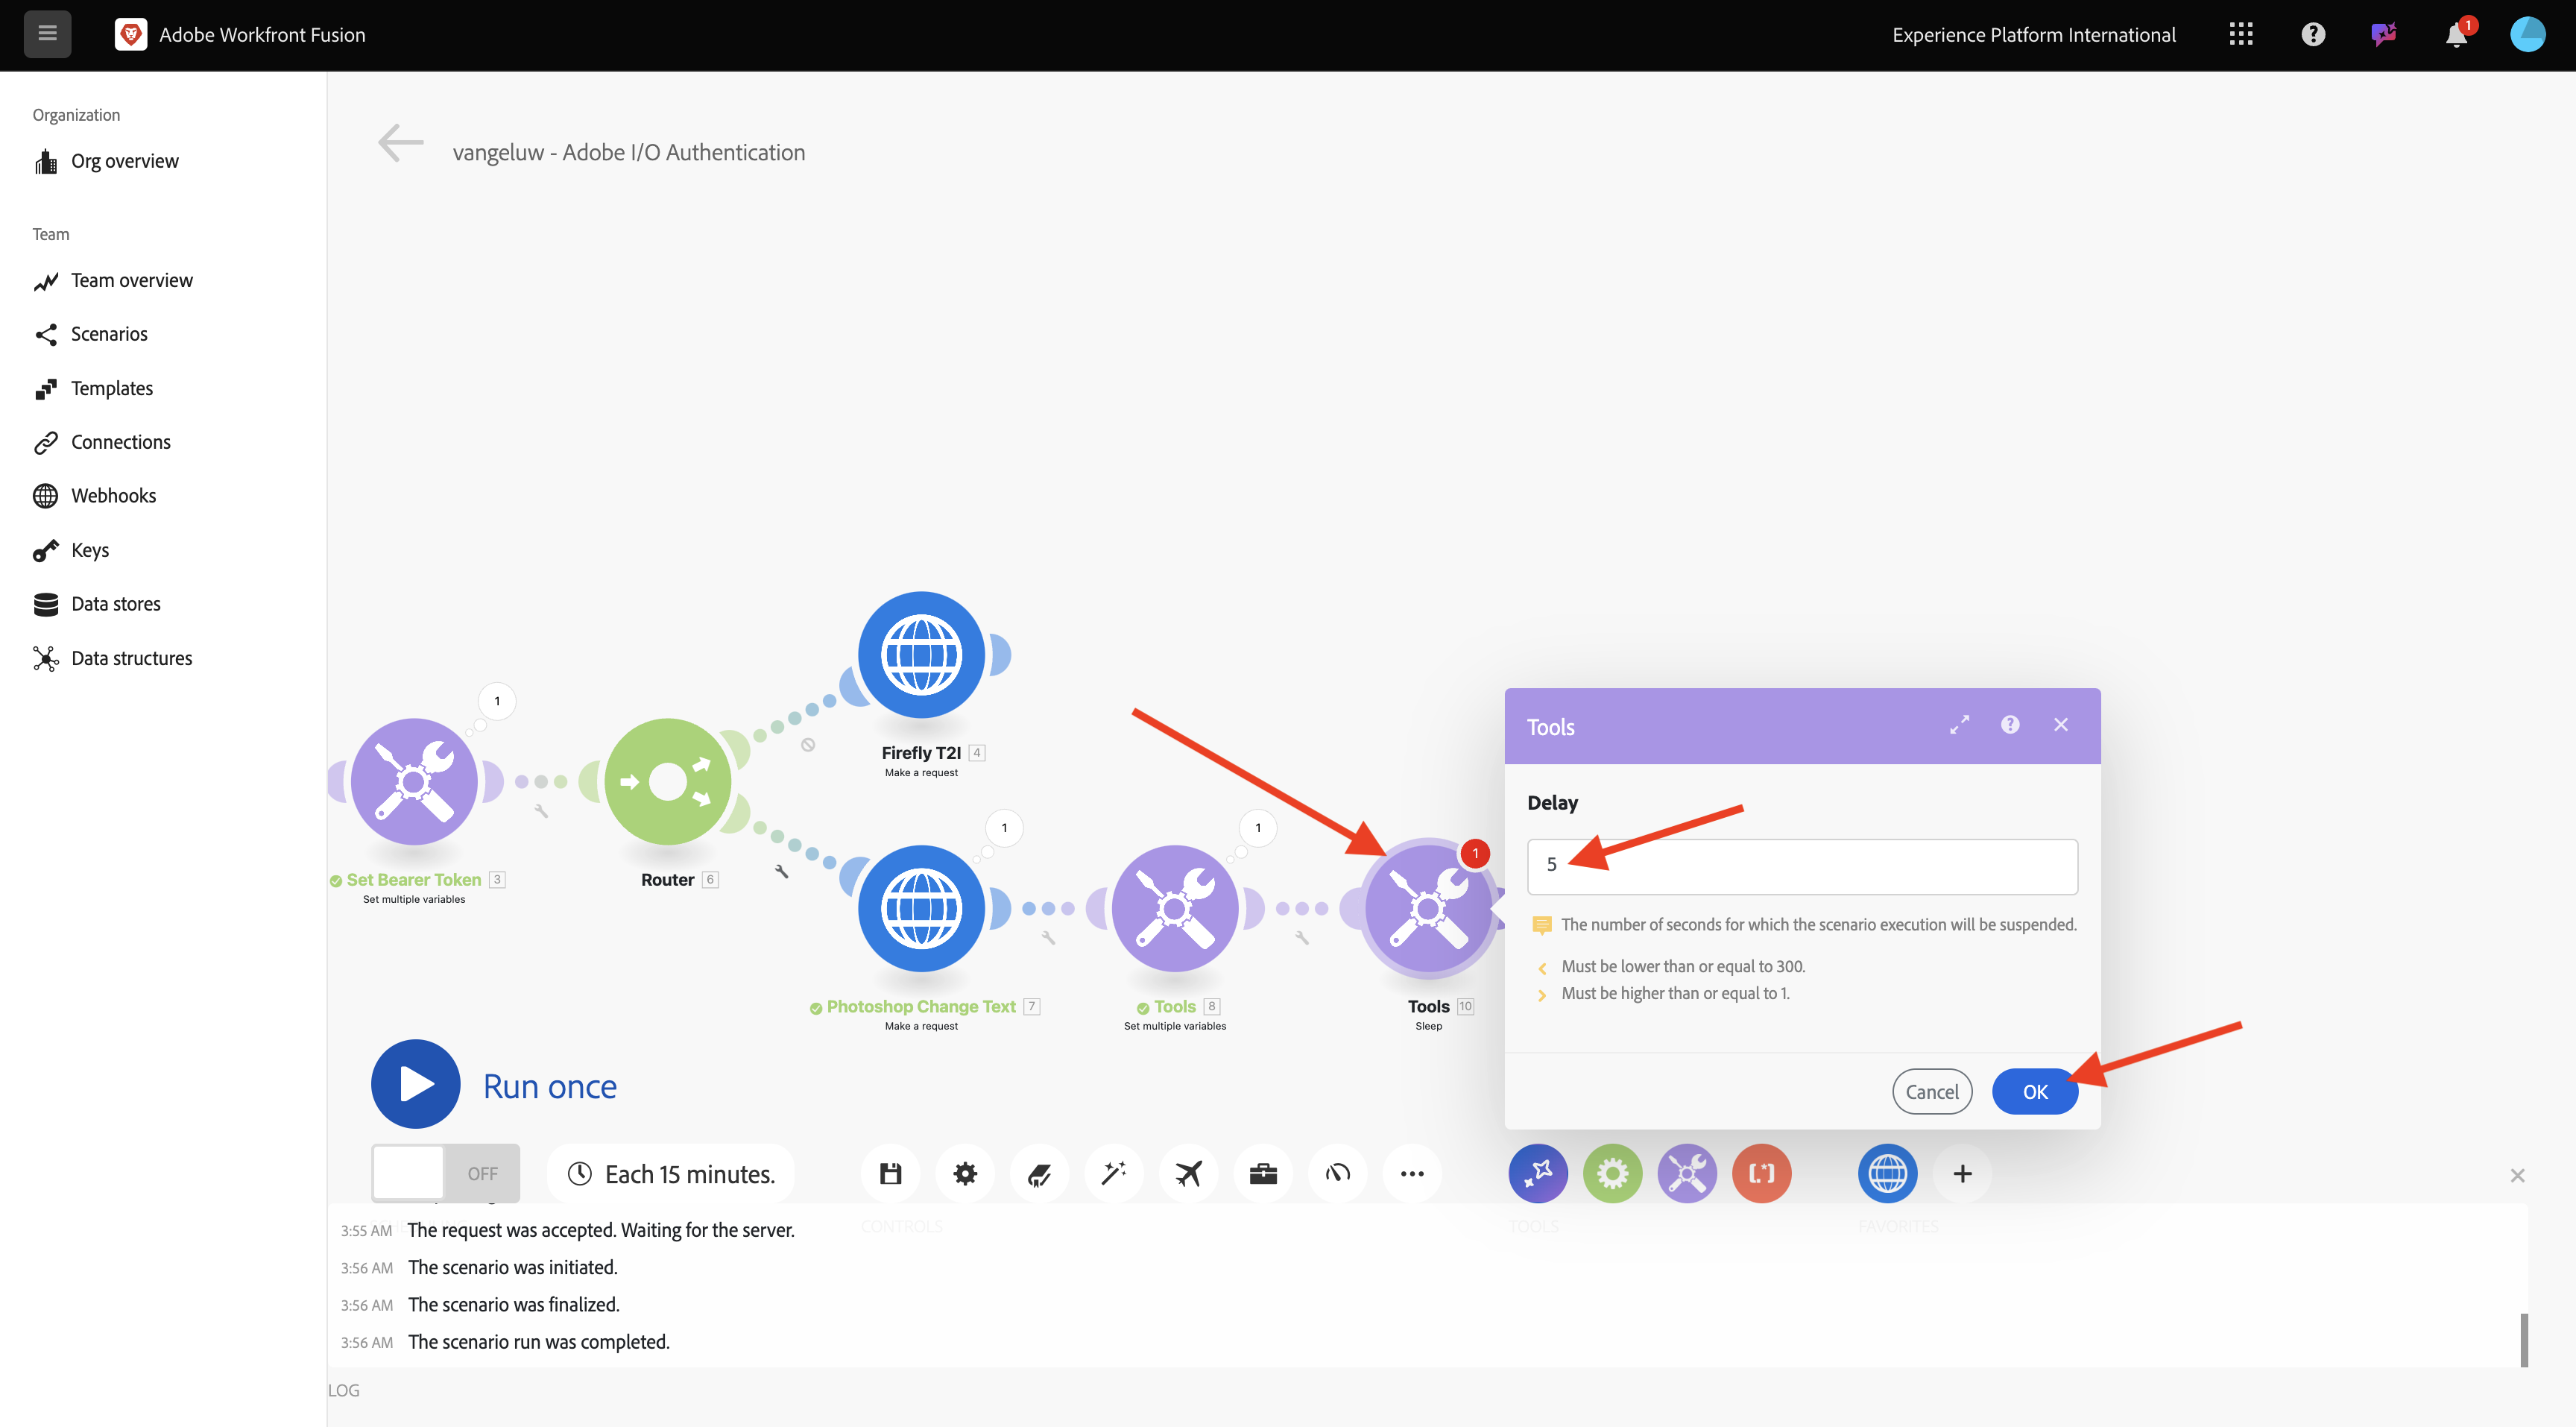 Adobe Workfront Fusion
Experience Platform International
1
Organization
Org overview
Team
Team overview
Scenarios
Templates
Connections
Webhooks
Keys
Data stores
Data structures
vangeluw - Adobe I/O Authentication
Firefly T2I 4
Make a request
1
Set Bearer Token 3
Set multiple variables
Router 6
1
Photoshop Change Text 7
Make a request
1
Tools 8
Set multiple variables
1
Tools 10
Sleep
Tools
Delay
5
The number of seconds for which the scenario execution will be suspended.
Must be lower than or equal to 300.
Must be higher than or equal to 1.
Cancel
OK
Run once
OFF
Each 15 minutes.
CONTROLS
TOOLS
FAVORITES
3:55 AM The request was accepted. Waiting for the server.
3:56 AM The scenario was initiated.
3:56 AM The scenario was finalized.
3:56 AM The scenario run was completed.
LOG